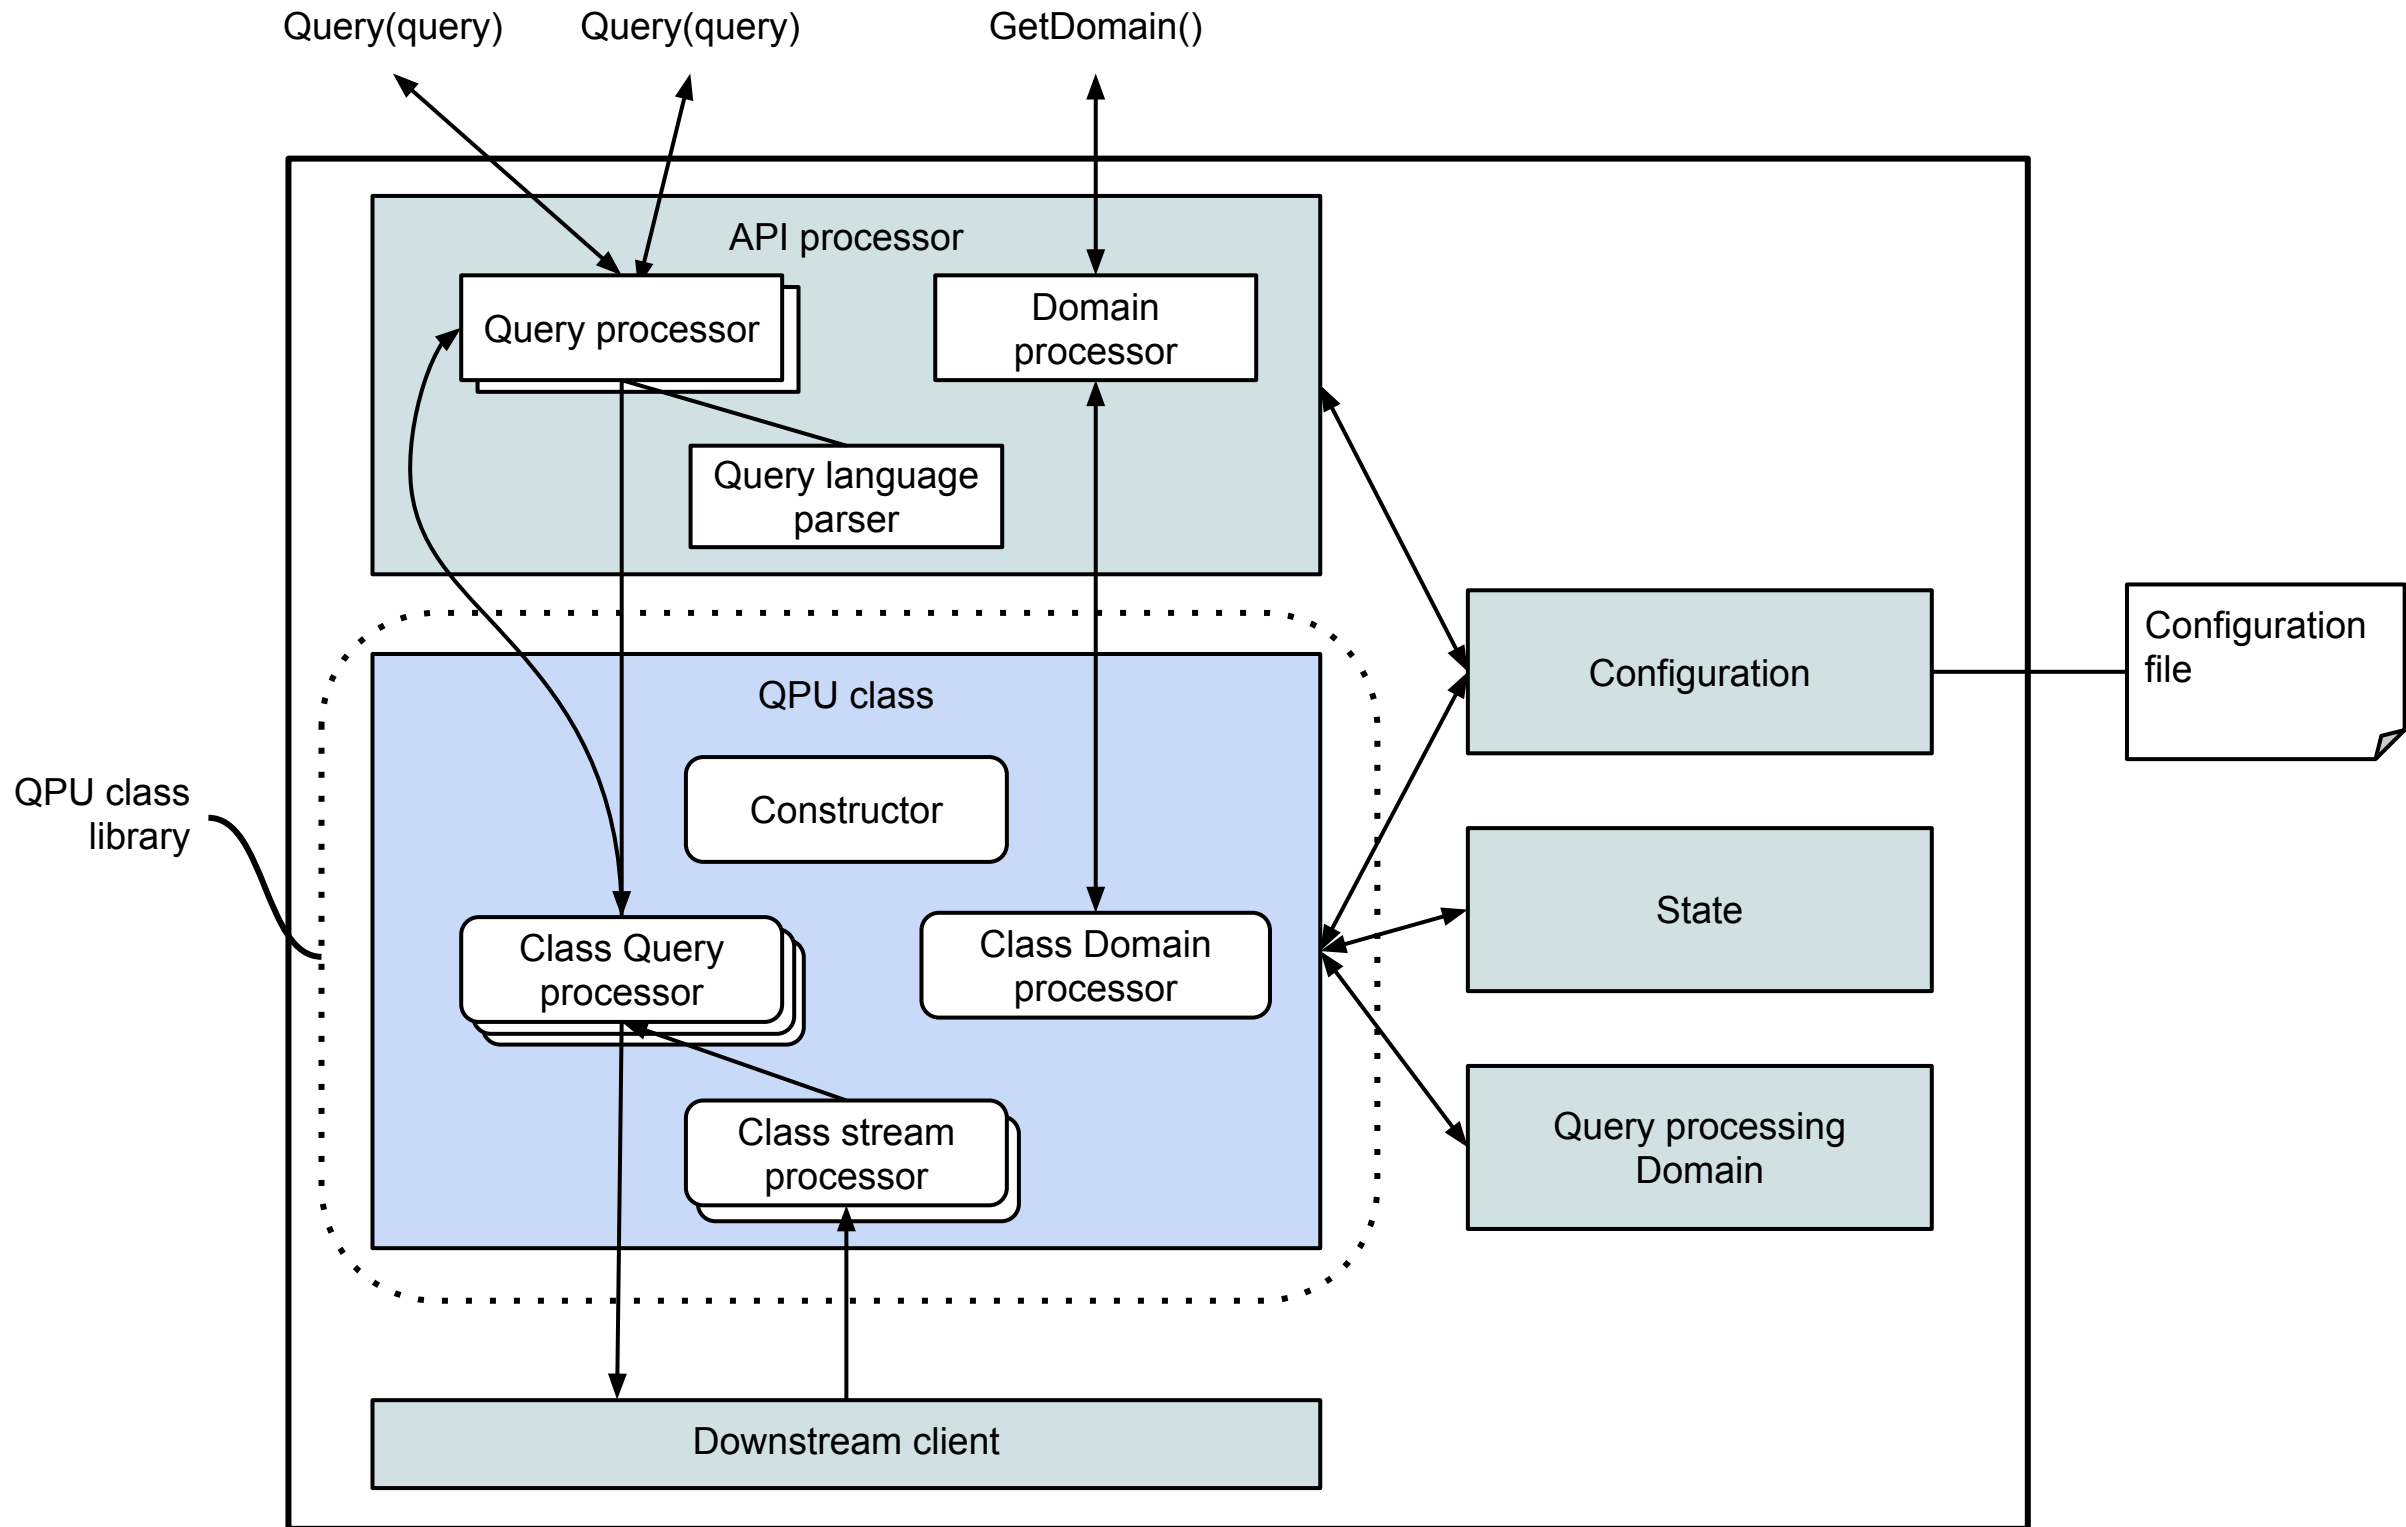 Query(query)
Query(query)
GetDomain()
API processor
Query processor
Domain
processor
Query language
parser
QPU class
Constructor
Class Query
processor
Class Domain
processor
Class stream
processor
Downstream client
QPU class
library
Configuration
State
Query processing
Domain
Configuration
file